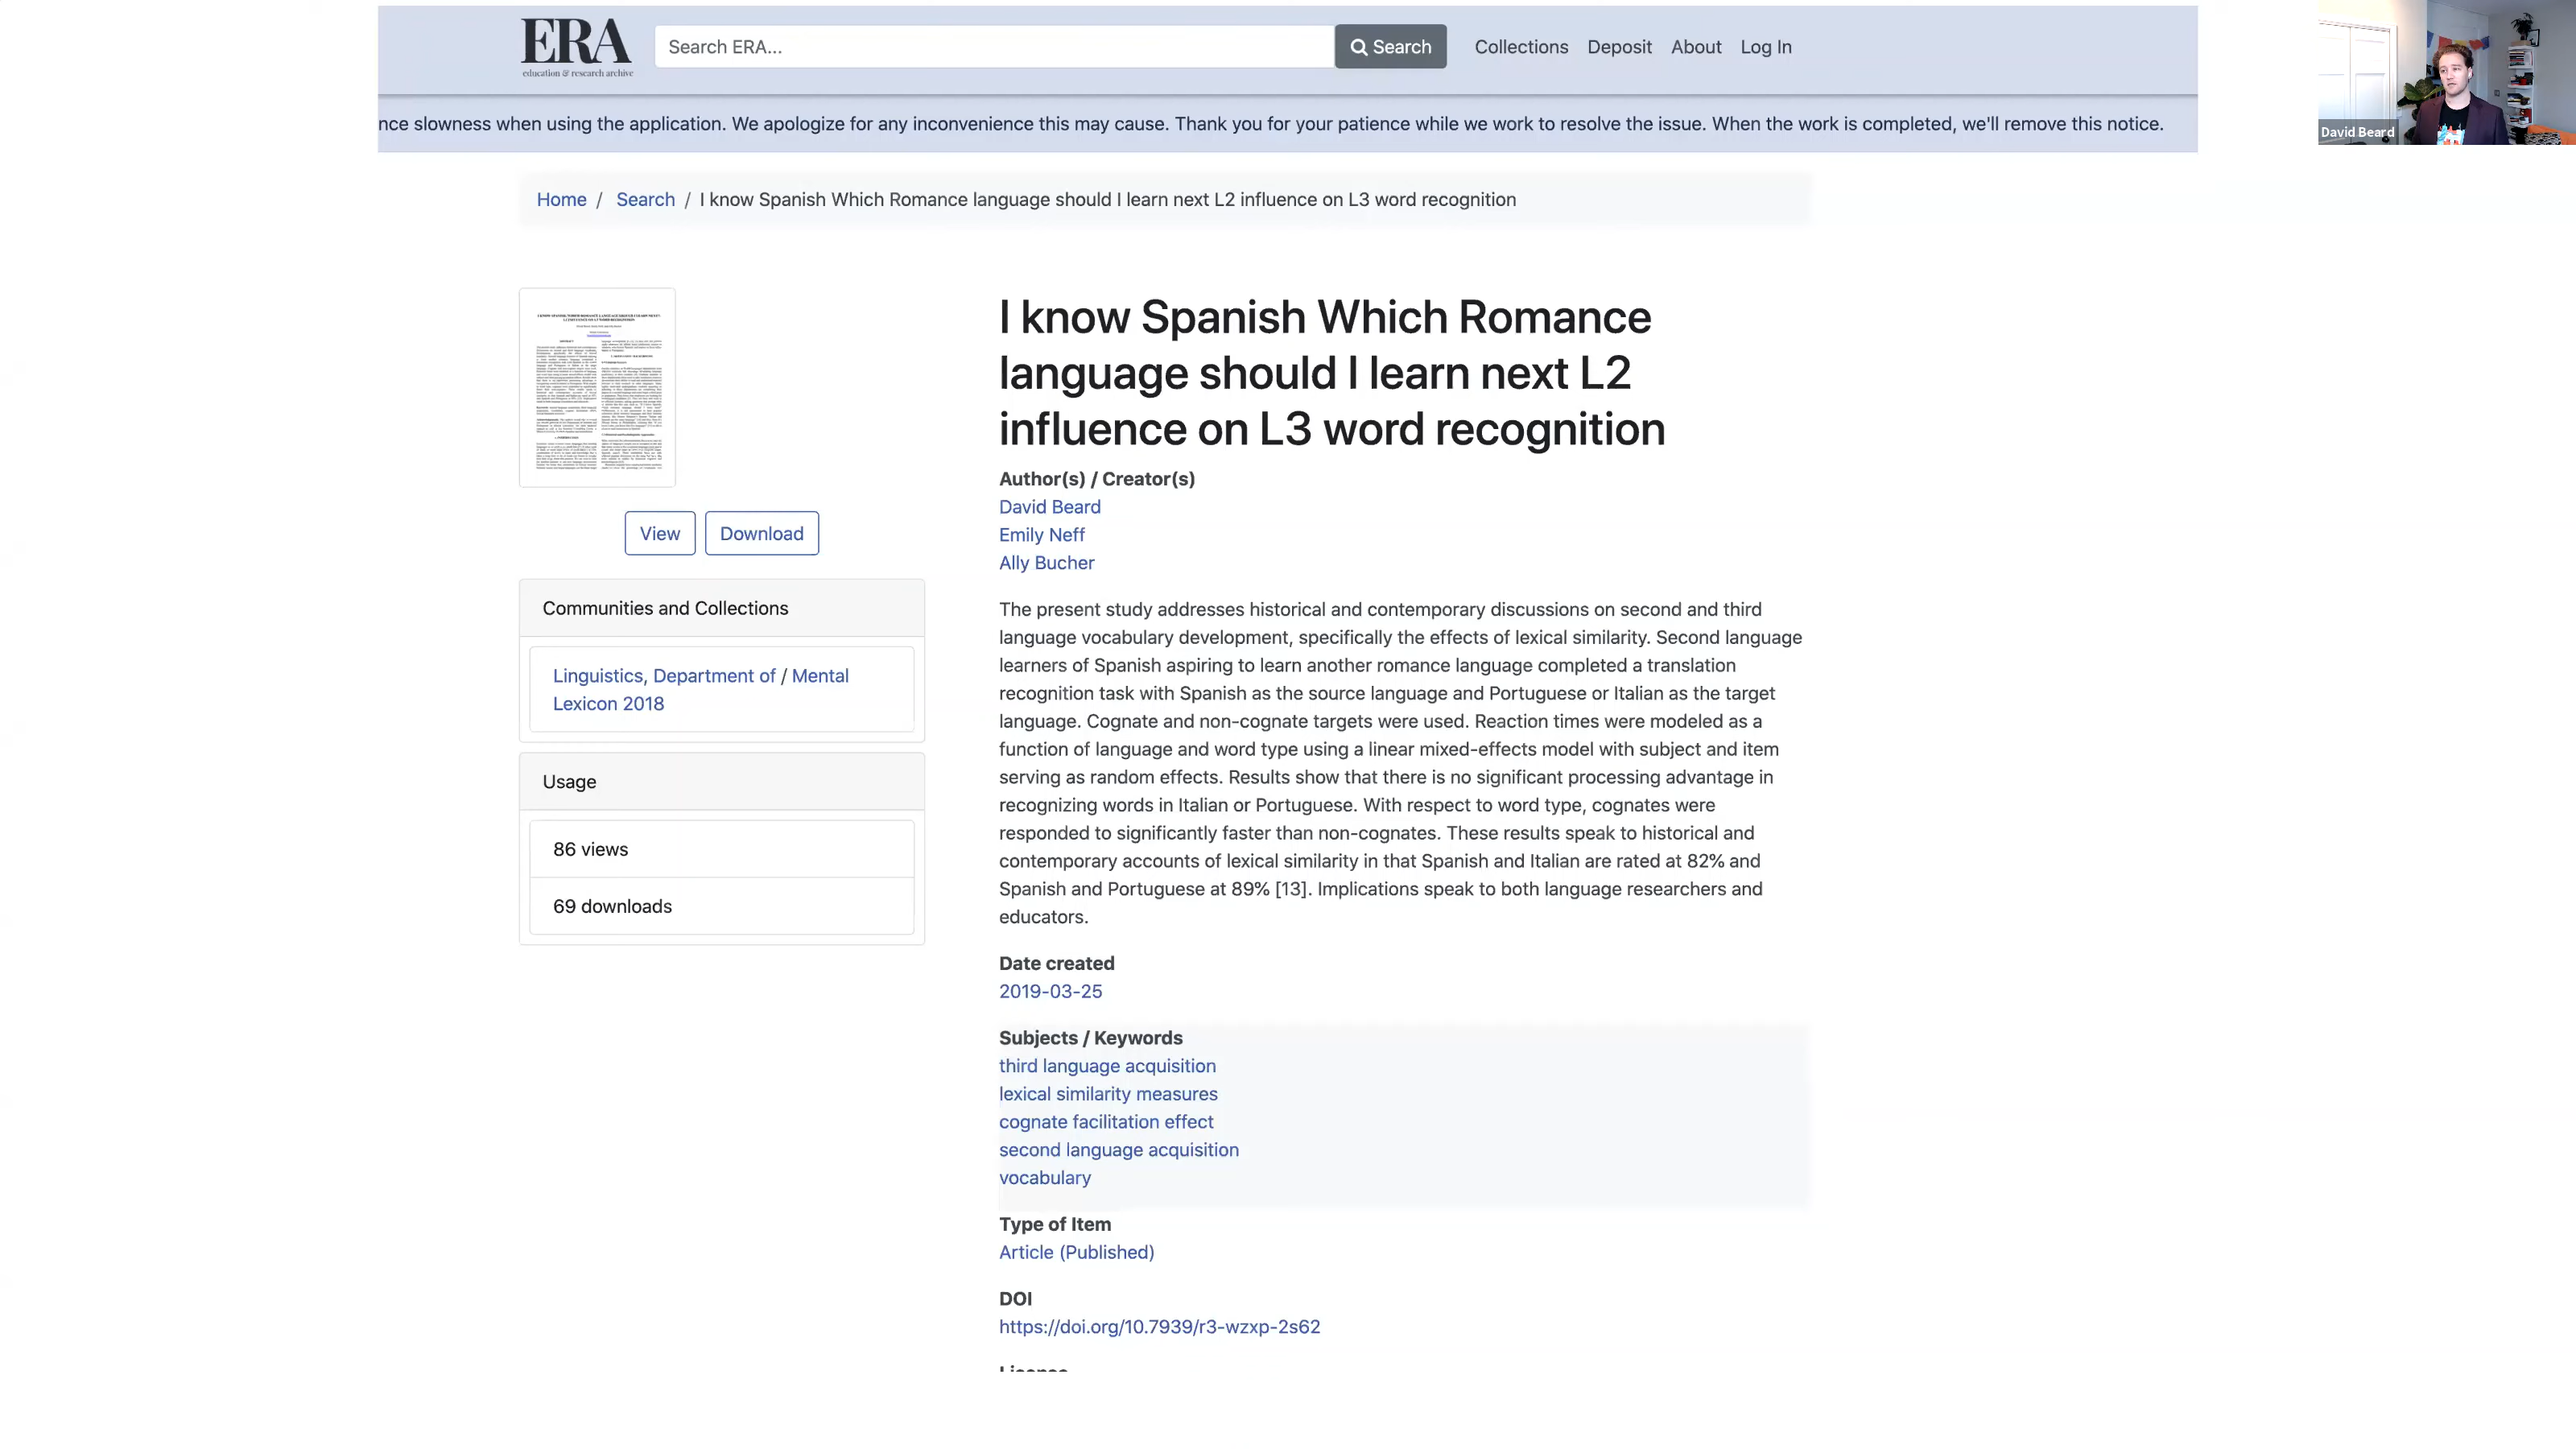 ERA
education & research archive
Search ERA...
Search
Collections
Deposit
About
Log In
David Beard
nce slowness when using the application. We apologize for any inconvenience this may cause. Thank you for your patience while we work to resolve the issue. When the work is completed, we'll remove this notice.
Home / Search / I know Spanish Which Romance language should I learn next L2 influence on L3 word recognition
View
Download
Communities and Collections
Linguistics, Department of / Mental
Lexicon 2018
Usage
86 views
69 downloads
I know Spanish Which Romance
language should I learn next L2
influence on L3 word recognition
Author(s) / Creator(s)
David Beard
Emily Neff
Ally Bucher
The present study addresses historical and contemporary discussions on second and third
language vocabulary development, specifically the effects of lexical similarity. Second language
learners of Spanish aspiring to learn another romance language completed a translation
recognition task with Spanish as the source language and Portuguese or Italian as the target
language. Cognate and non-cognate targets were used. Reaction times were modeled as a
function of language and word type using a linear mixed-effects model with subject and item
serving as random effects. Results show that there is no significant processing advantage in
recognizing words in Italian or Portuguese. With respect to word type, cognates were
responded to significantly faster than non-cognates. These results speak to historical and
contemporary accounts of lexical similarity in that Spanish and Italian are rated at 82% and
Spanish and Portuguese at 89% [13]. Implications speak to both language researchers and
educators.
Date created
2019-03-25
Subjects / Keywords
third language acquisition
lexical similarity measures
cognate facilitation effect
second language acquisition
vocabulary
Type of Item
Article (Published)
DOI
https://doi.org/10.7939/r3-wzxp-2s62